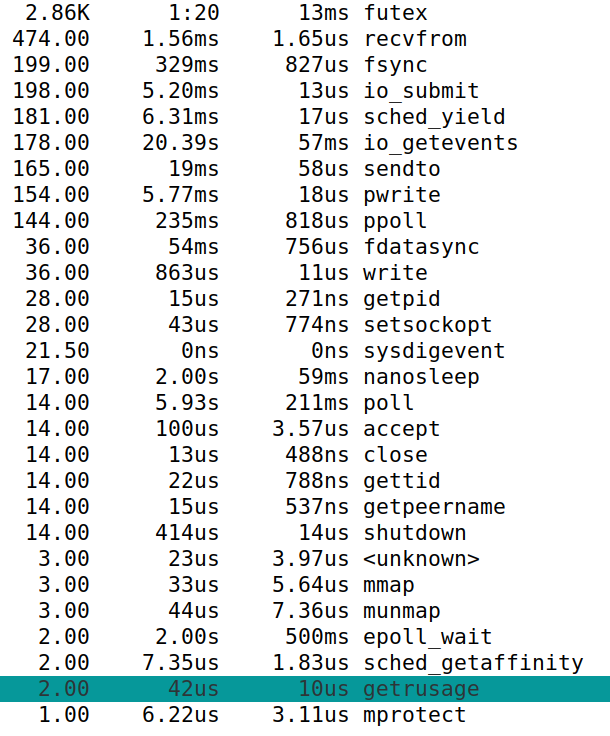 2.86K 1:20 13ms futex
474.00 1.56ms 1.65us recvfrom
199.00 329ms 827us fsync
198.00 5.20ms 13us io_submit
181.00 6.31ms 17us sched_yield
178.00 20.39s 57ms io_getevents
165.00 19ms 58us sendto
154.00 5.77ms 18us pwrite
144.00 235ms 818us ppoll
36.00 54ms 756us fdatasync
36.00 863us 11us write
28.00 15us 271ns getpid
28.00 43us 774ns setsockopt
21.50 0ns 0ns sysdigevent
17.00 2.00s 59ms nanosleep
14.00 5.93s 211ms poll
14.00 100us 3.57us accept
14.00 13us 488ns close
14.00 22us 788ns gettid
14.00 15us 537ns getpeername
14.00 414us 14us shutdown
3.00 23us 3.97us <unknown>
3.00 33us 5.64us mmap
3.00 44us 7.36us munmap
2.00 2.00s 500ms epoll_wait
2.00 7.35us 1.83us sched_getaffinity
2.00 42us 10us getrusage
1.00 6.22us 3.11us mprotect